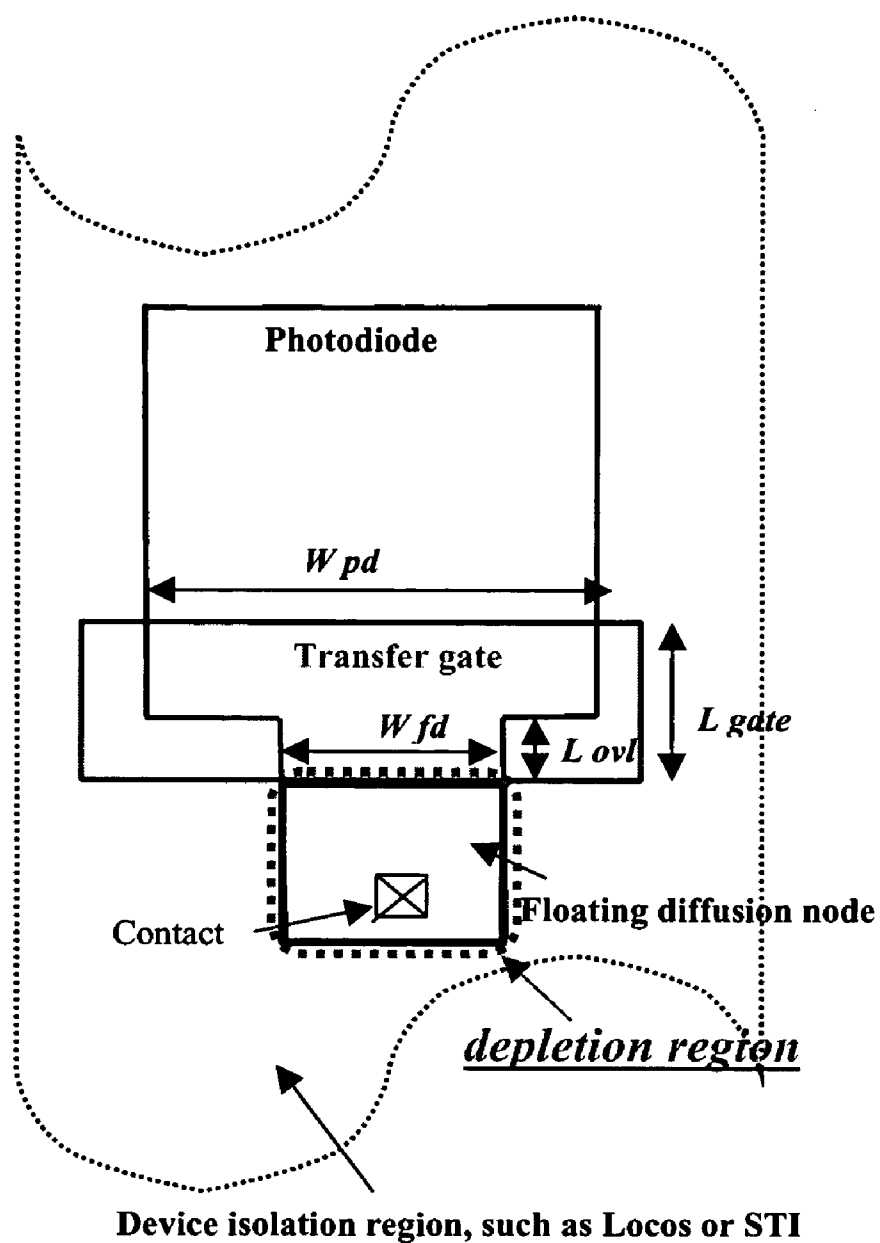 Photodiode
W pd
Transfer gate
W fd
L ovl
L gate
Contact
Floating diffusion node
depletion region
Device isolation region, such as Locos or STI